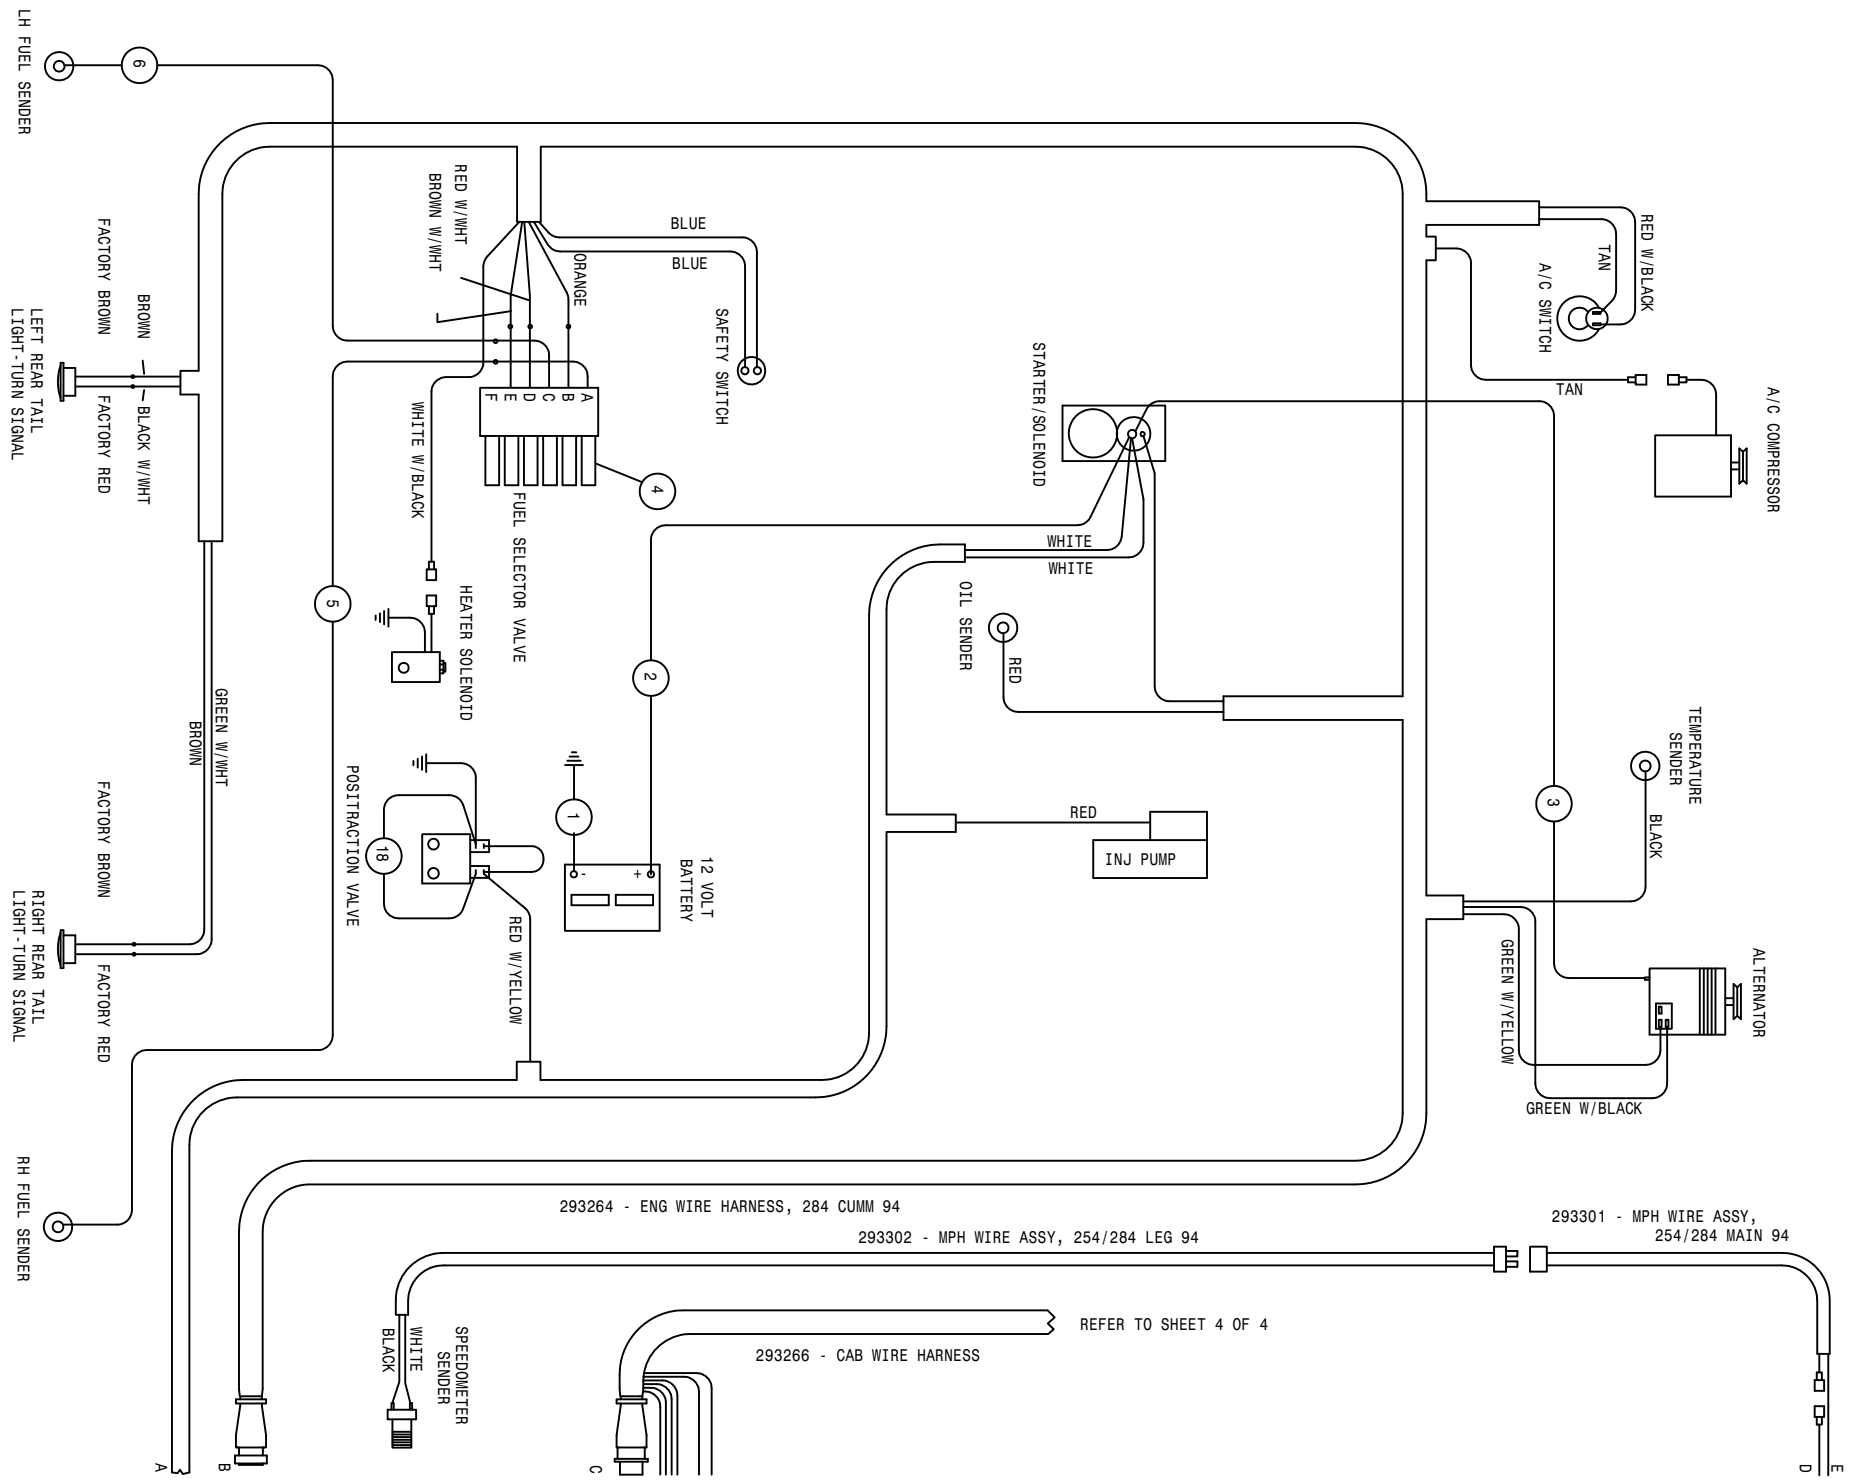 LH FUEL SENDER
6
RED W/WHT
BROWN W/WHT
ORANGE
BLUE
BLUE
SAFETY SWITCH
RED W/BLACK
TAN
A/C SWITCH
TAN
A/C COMPRESSOR
FACTORY BROWN
BROWN
LEFT REAR TAIL
LIGHT-TURN SIGNAL
FACTORY RED
BLACK W/WHT
WHITE W/BLACK
F E D C B A
4
FUEL SELECTOR VALVE
STARTER/SOLENOID
WHITE
WHITE
5
HEATER SOLENOID
2
OIL SENDER
RED
TEMPERATURE
SENDER
BLACK
3
GREEN W/WHT
BROWN
POSITRACTION VALVE
18
1
- +
12 VOLT
BATTERY
RED
INJ PUMP
FACTORY BROWN
RIGHT REAR TAIL
LIGHT-TURN SIGNAL
FACTORY RED
RED W/YELLOW
GREEN W/YELLOW
ALTERNATOR
GREEN W/BLACK
RH FUEL SENDER
293264 - ENG WIRE HARNESS, 284 CUMM 94
293302 - MPH WIRE ASSY, 254/284 LEG 94
293301 - MPH WIRE ASSY,
254/284 MAIN 94
WHITE
BLACK
SPEEDOMETER
SENDER
REFER TO SHEET 4 OF 4
293266 - CAB WIRE HARNESS
A
B
C
D
E